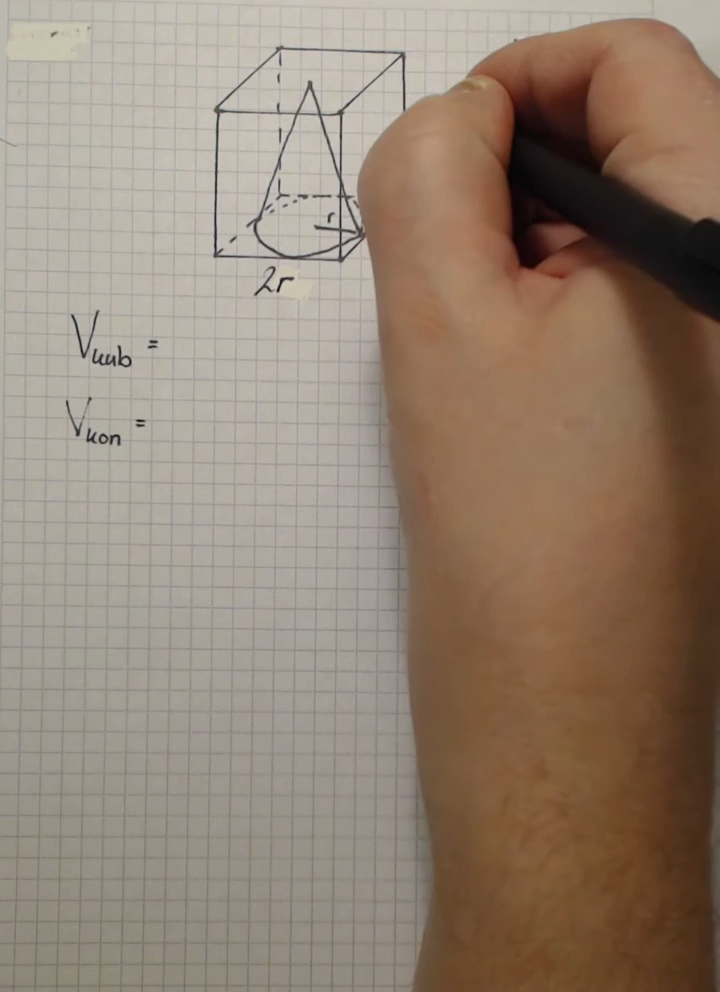 r
2r
Vkub =
Vkon =